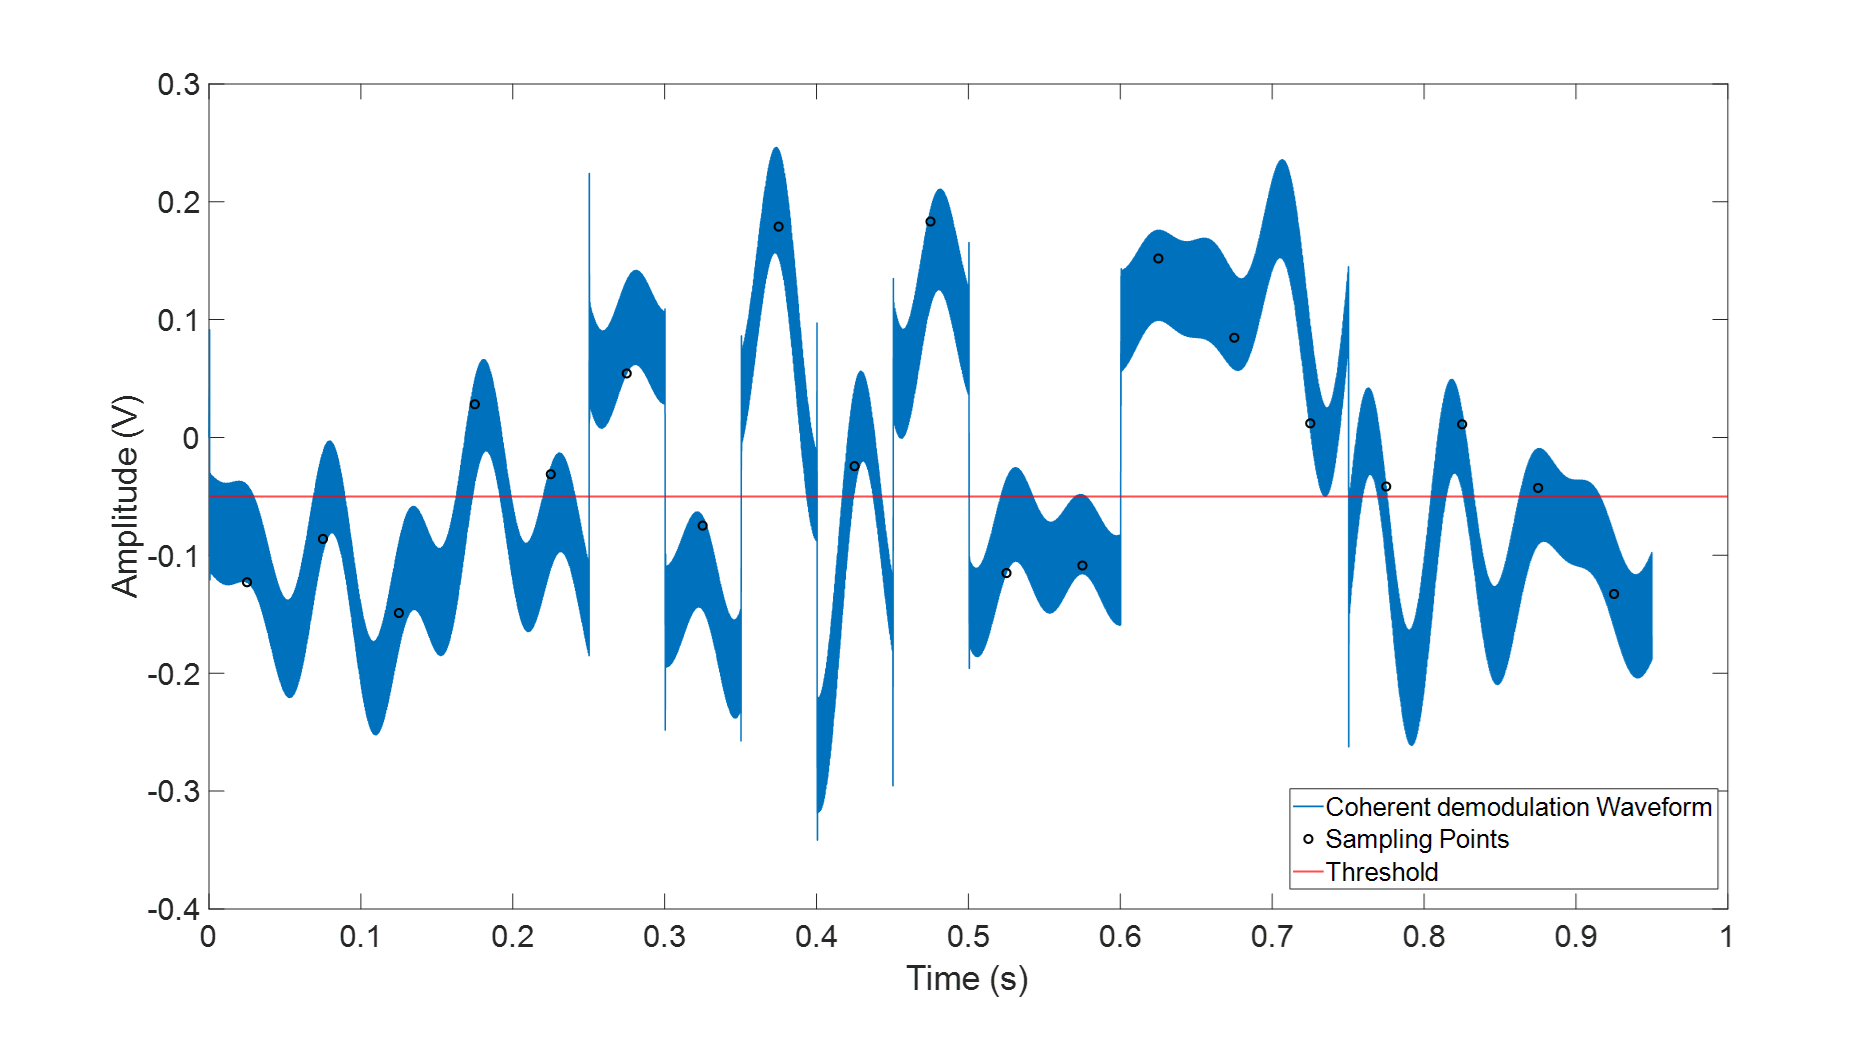 0.3
0.2
0.1
0
-0.1
-0.2
-0.3
-0.4
Amplitude (V)
0 0.1 0.2 0.3 0.4 0.5 0.6 0.7 0.8 0.9 1
Time (s)
Coherent demodulation Waveform
Sampling Points
Threshold